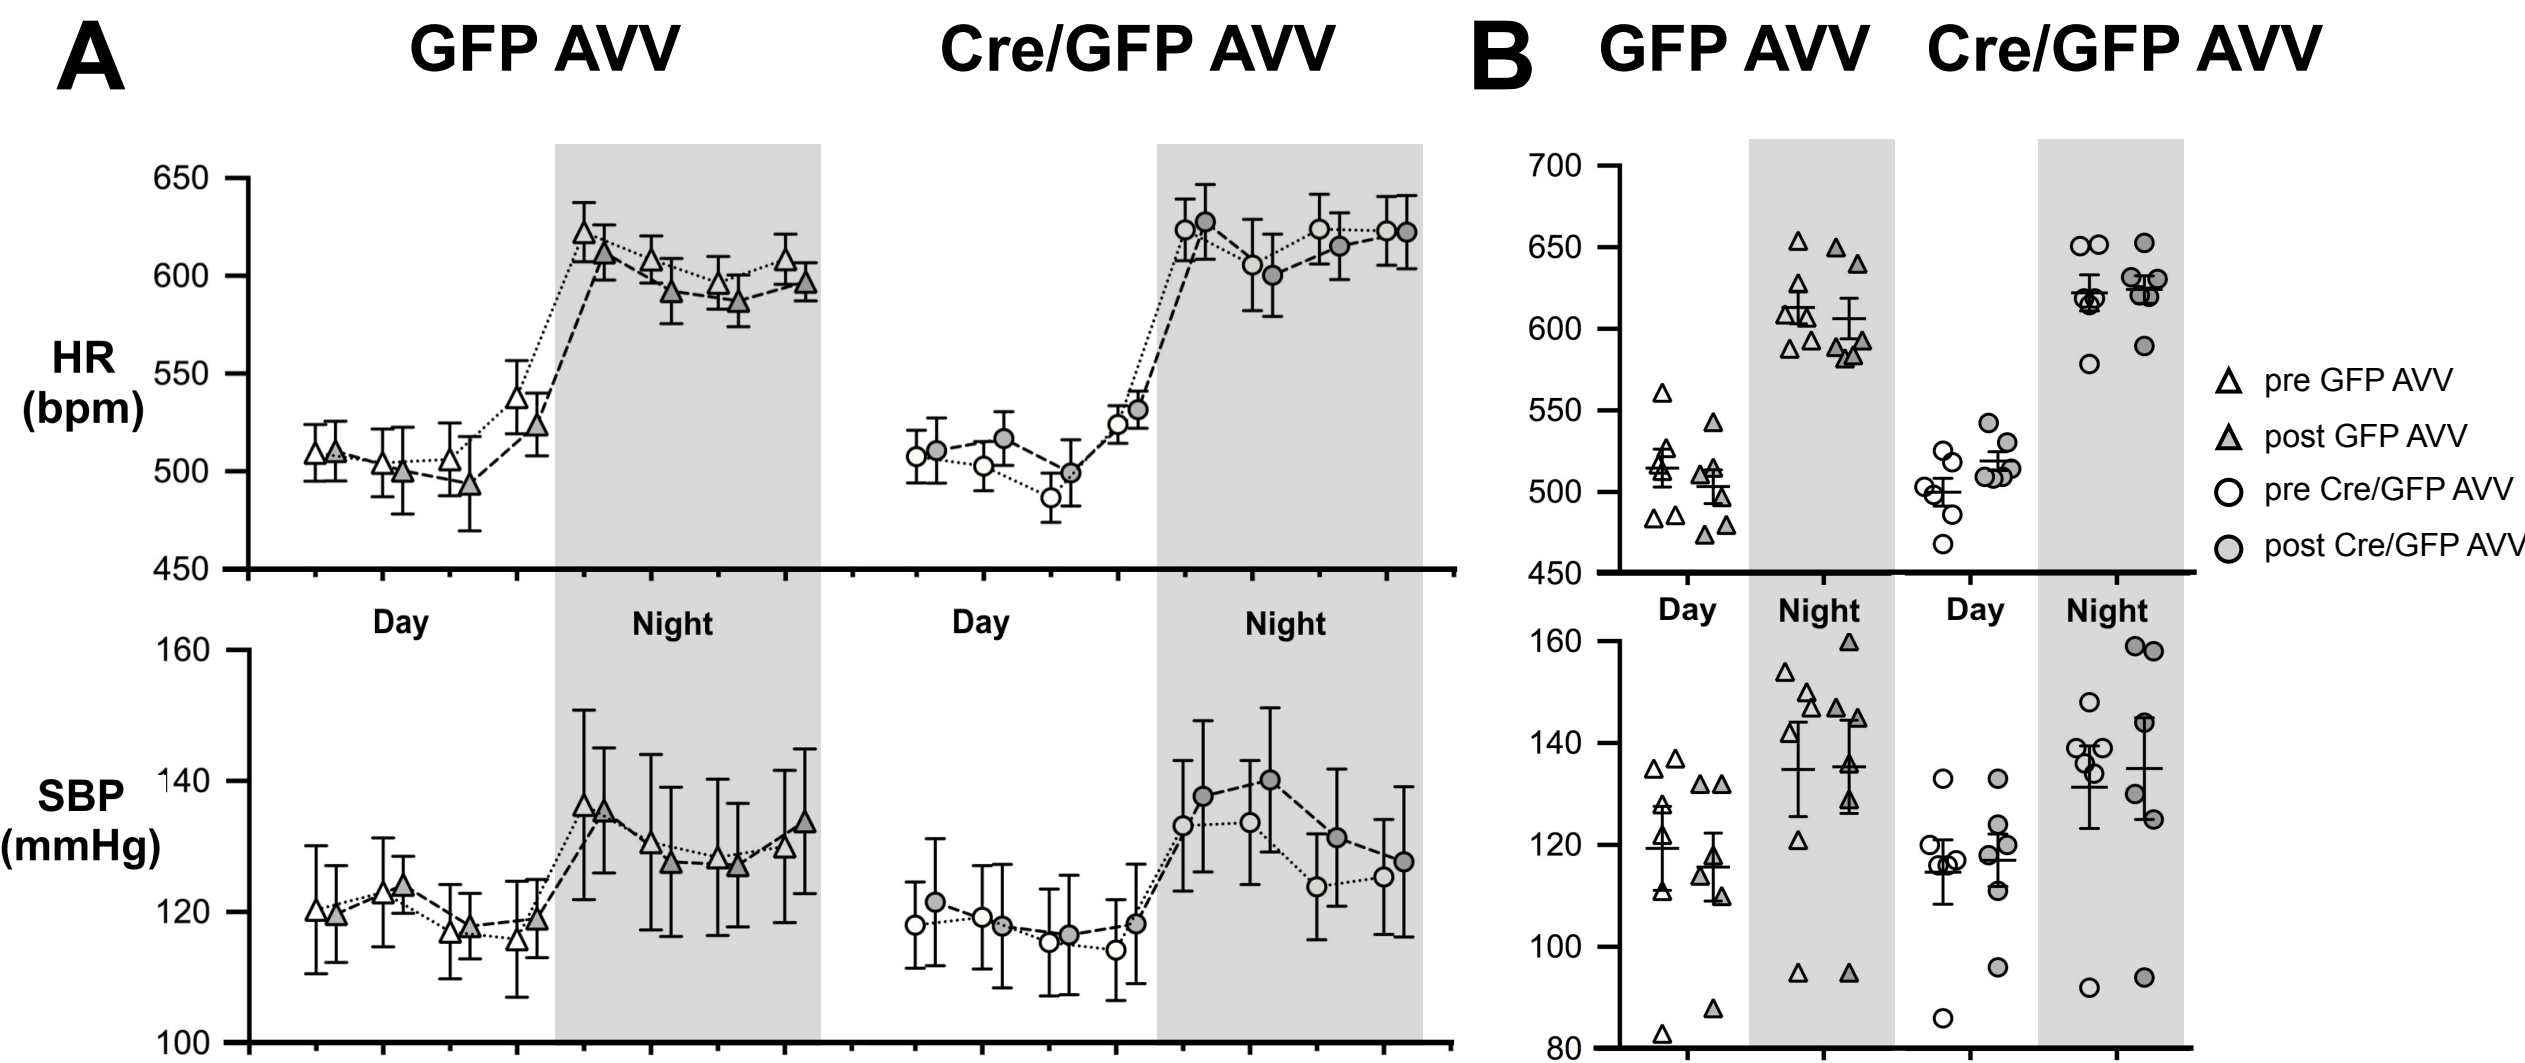 A
GFP AVV
Cre/GFP AVV
B
GFP AVV
Cre/GFP AVV
HR
(bpm)
650
600
550
500
450
Day
Night
Day
Night
SBP
(mmHg)
160
140
120
100
700
650
600
550
500
450
Day
Night
Day
Night
160
140
120
100
80
pre GFP AVV
post GFP AVV
pre Cre/GFP AVV
post Cre/GFP AVV